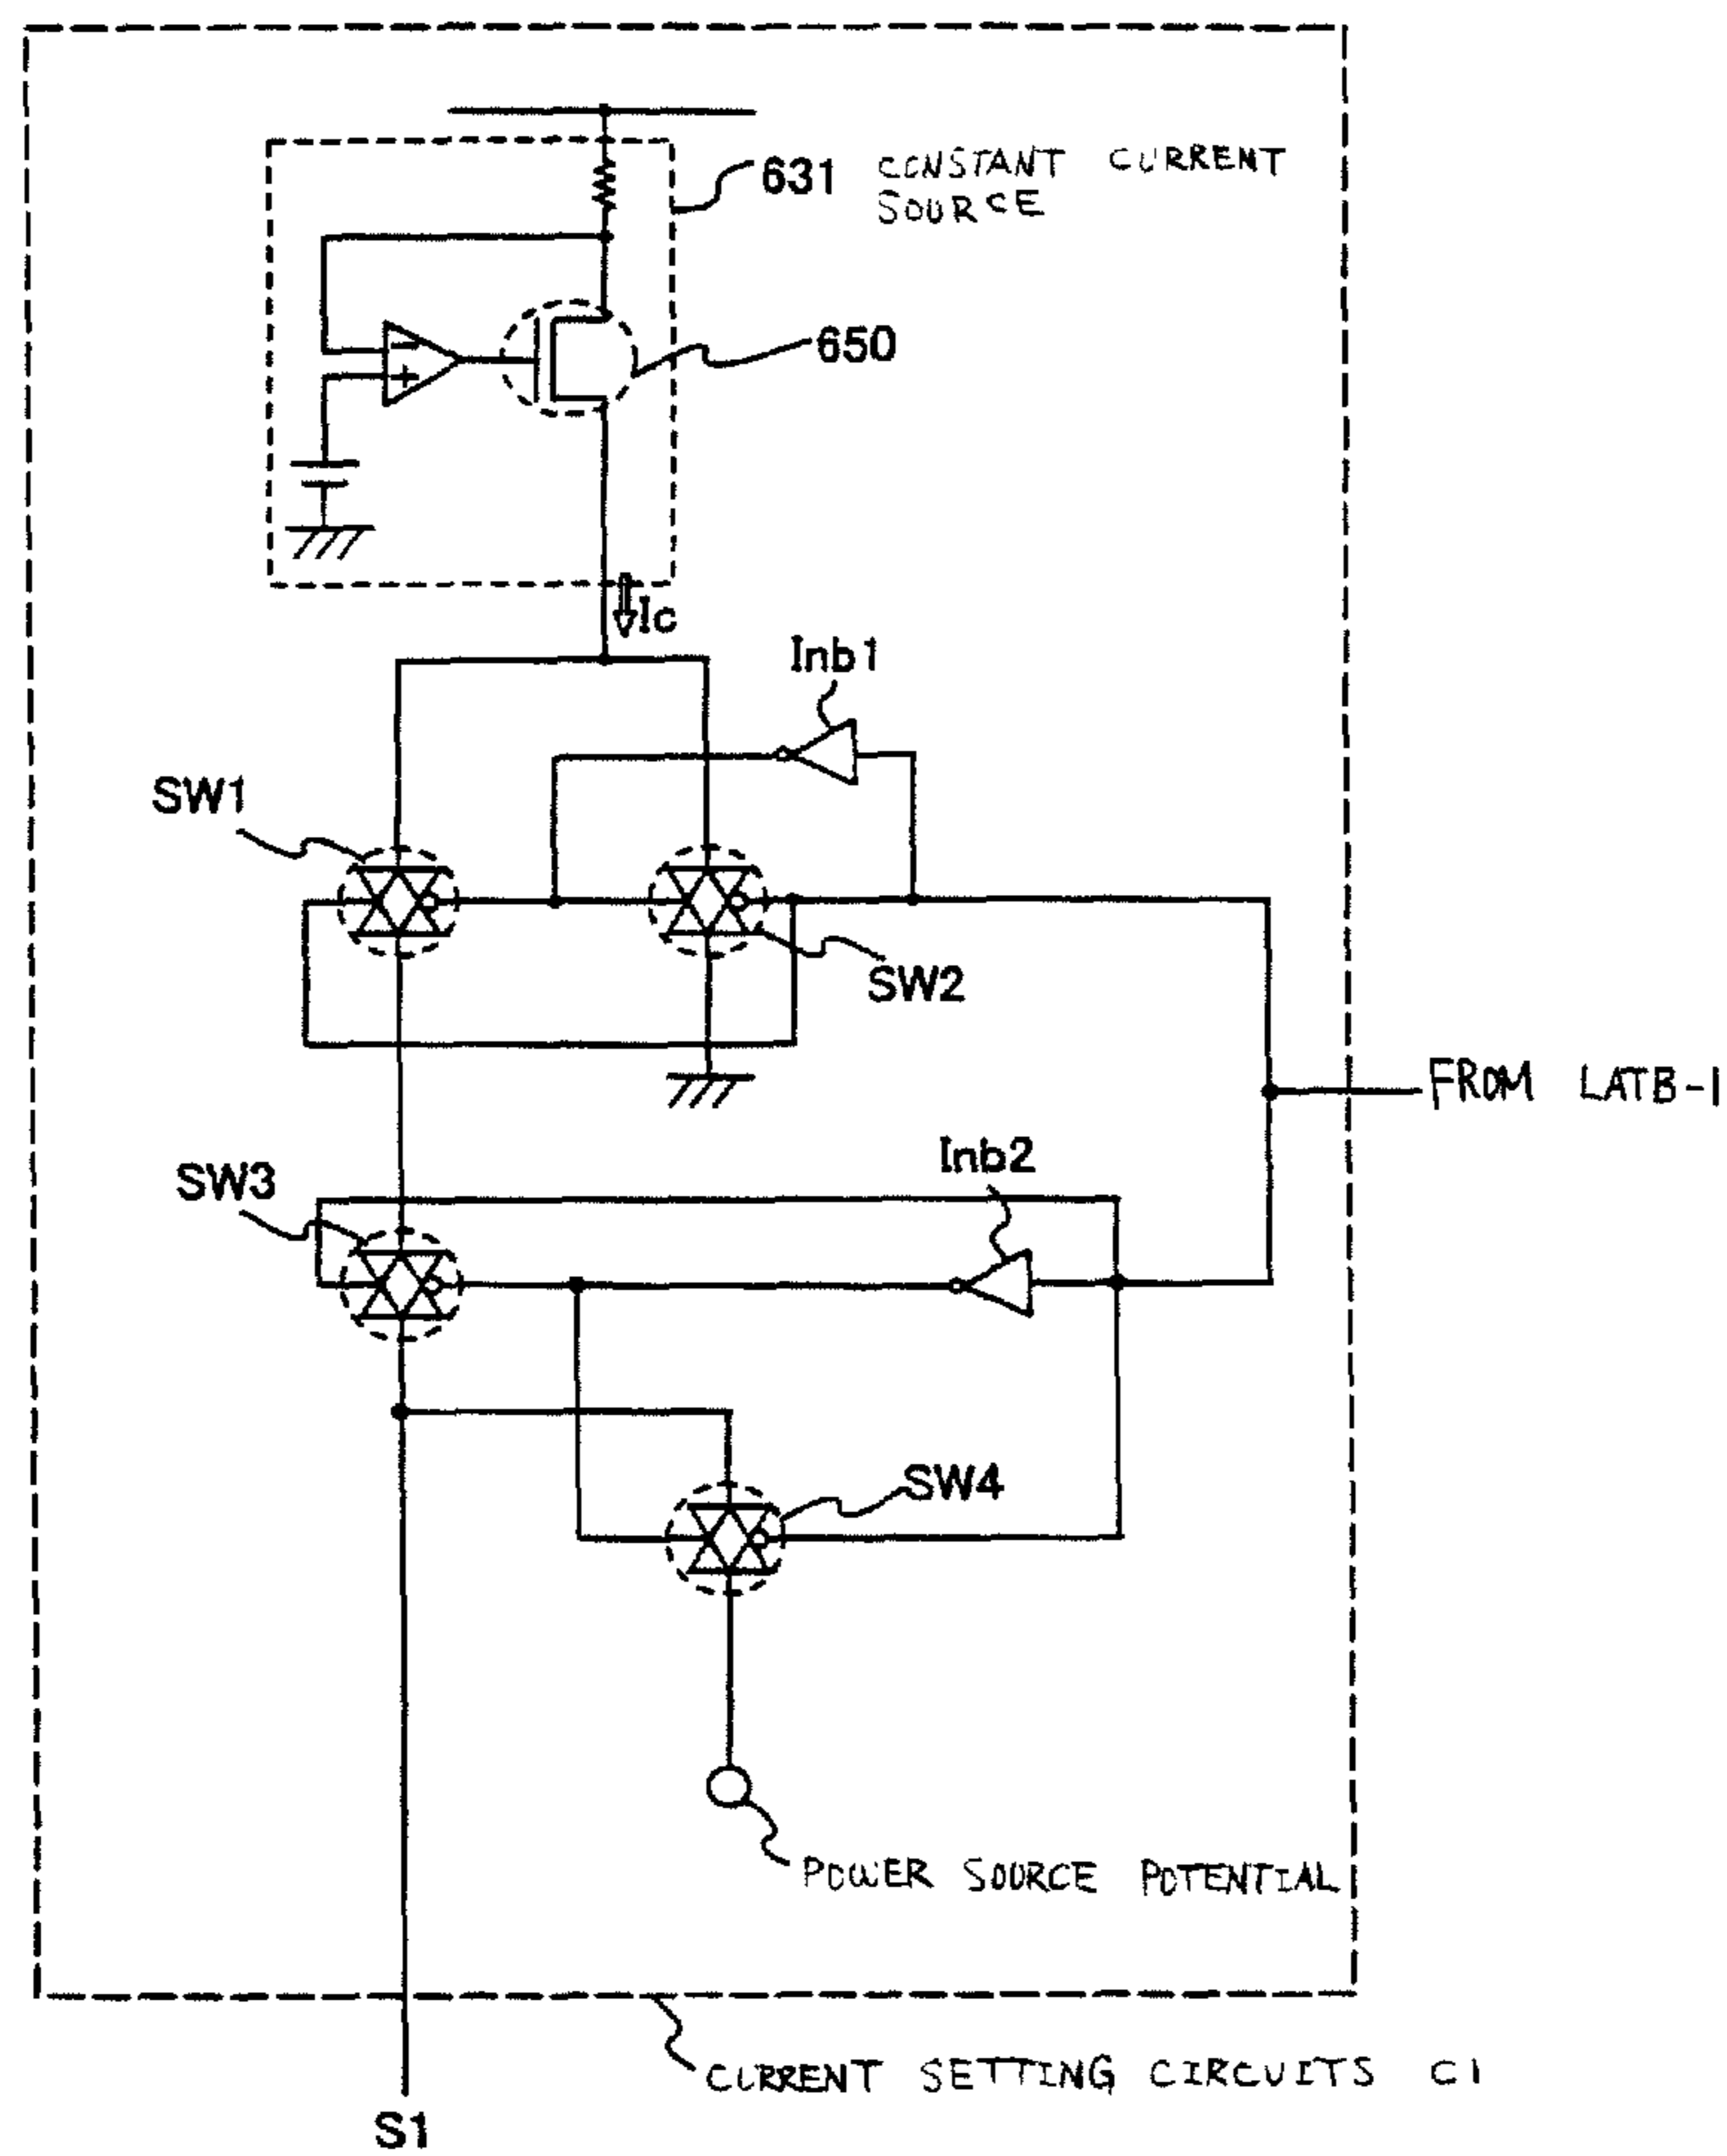 631 CONSTANT CURRENT
SOURCE
650
Ic
Inb1
SW1
SW2
FROM LATB-1
Inb2
SW3
SW4
POWER SOURCE POTENTIAL
CURRENT SETTING CIRCUITS C1
S1